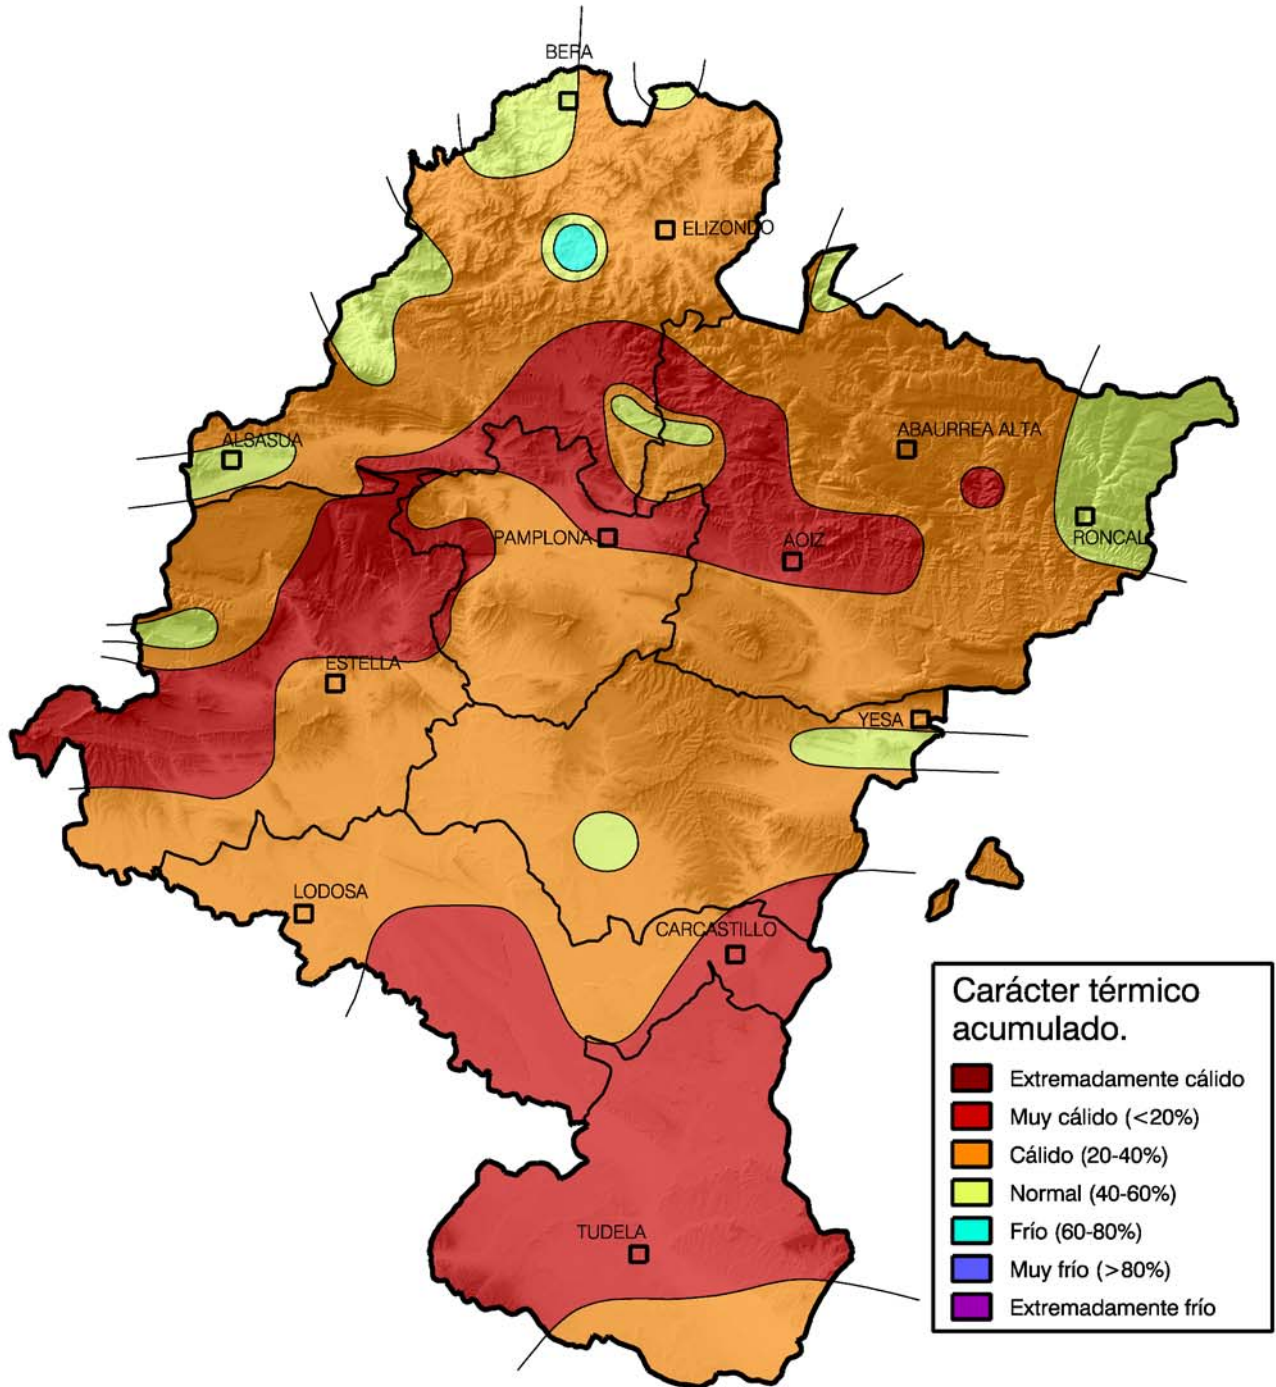 BERA
ELIZONDO
ALSASUA
ABAURREA ALTA
PAMPLONA
AOIZ
RONCAL
ESTELLA
YESA
LODOSA
CARCASTILLO
TUDELA
Carácter térmico
acumulado.
Extremadamente cálido
Muy cálido (<20%)
Cálido (20-40%)
Normal (40-60%)
Frío (60-80%)
Muy frío (>80%)
Extremadamente frío